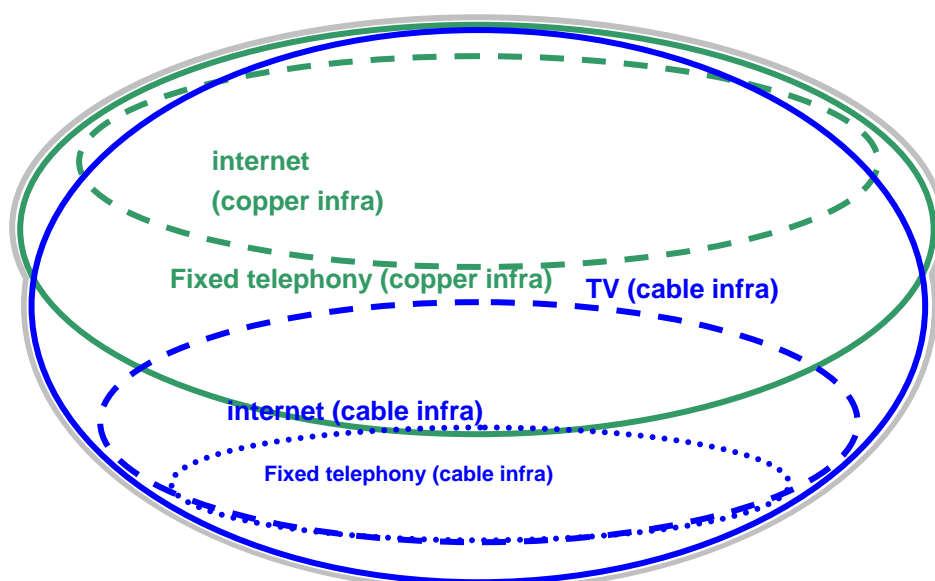 internet
(copper infra)
Fixed telephony (copper infra)
TV (cable infra)
internet (cable infra)
Fixed telephony (cable infra)